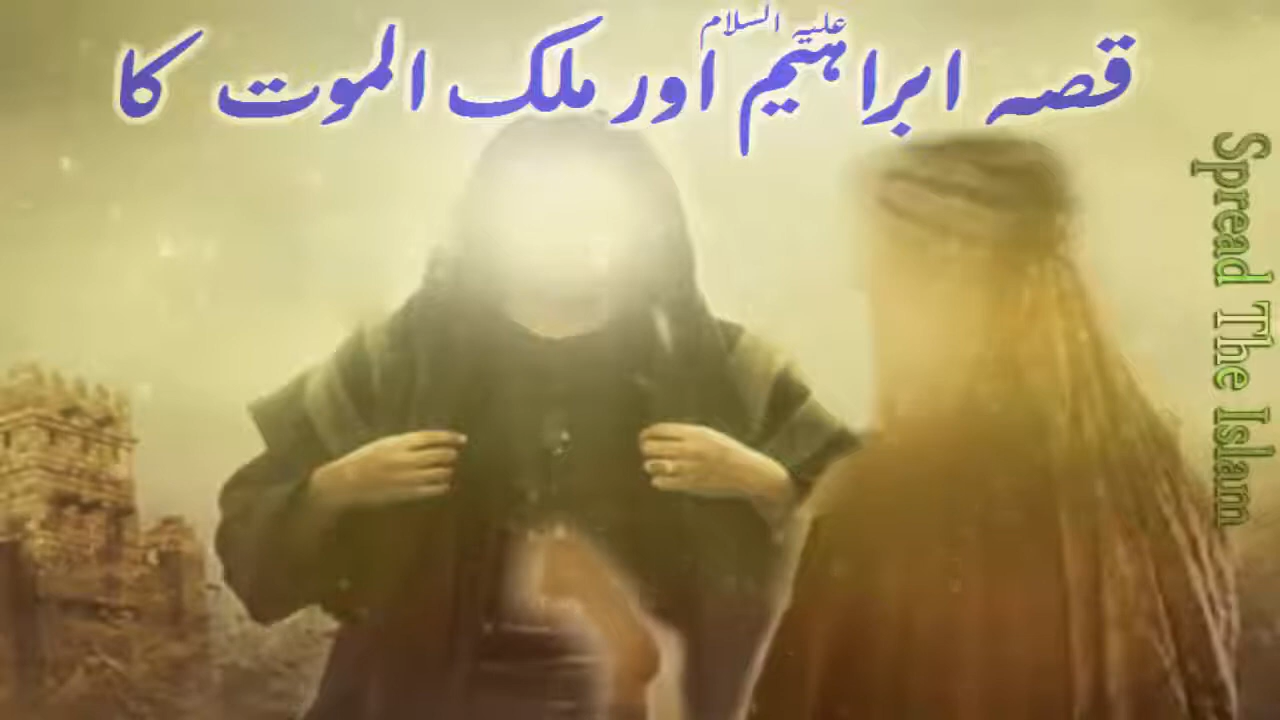 قصہ ابراہیم علیہ السلام اور ملک الموت کا
Spread The Islam